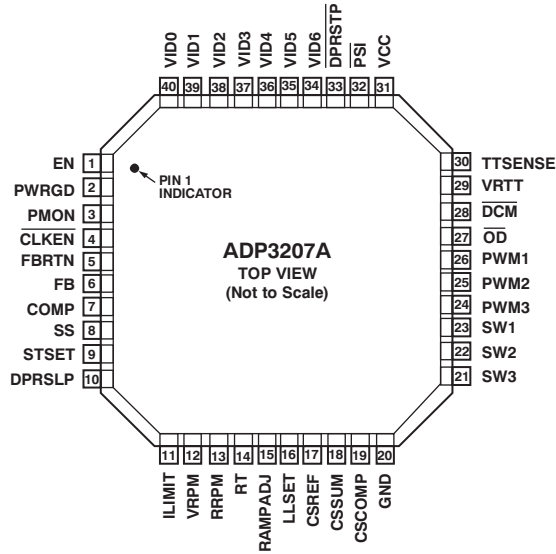 VID0
VID1
VID2
VID3
VID4
VID5
VID6
DPRSTP
PSI
VCC
40
39
38
37
36
35
34
33
32
31
EN 1
PWRGD 2
PMON 3
CLKEN 4
FBRTN 5
FB 6
COMP 7
SS 8
STSET 9
DPRSLP 10
PIN 1
INDICATOR
ADP3207A
TOP VIEW
(Not to Scale)
30 TTSENSE
29 VRTT
28 DCM
27 OD
26 PWM1
25 PWM2
24 PWM3
23 SW1
22 SW2
21 SW3
11
12
13
14
15
16
17
18
19
20
ILIMIT
VRPM
RRPM
RT
RAMPADJ
LLSET
CSREF
CSSUM
CSCOMP
GND